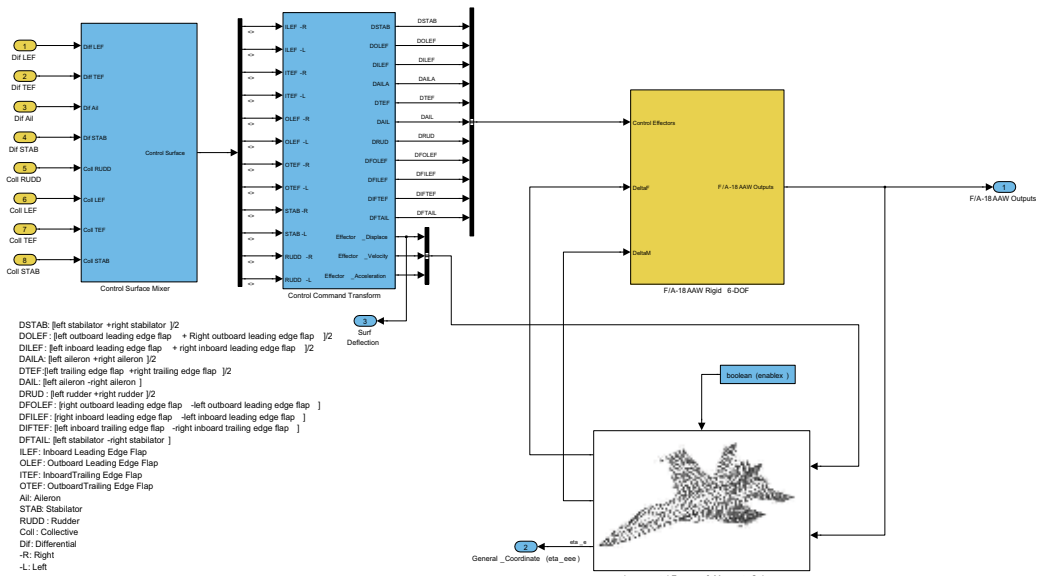 1
Dif LEF
2
Dif TEF
3
Dif Ail
4
Dif STAB
5
Coll RUDD
6
Coll LEF
7
Coll TEF
8
Coll STAB
Diff LEF
Diff TEF
Dif Ail
Dif STAB
Coll RUDD
Coll LEF
Coll TEF
Coll STAB
Control Surface
Control Surface Mixer
<>
<>
<>
<>
<>
<>
<>
<>
<>
<>
<>
<>
ILEF -R
ILEF -L
ITEF -R
ITEF -L
OLEF -R
OLEF -L
OTEF -R
OTEF -L
STAB -R
STAB -L
RUDD -R
RUDD -L
DSTAB
DOLEF
DILEF
DAILA
DTEF
DAIL
DRUD
DFOLEF
DFILEF
DIFTEF
DFTAIL
Effector _Displace
Effector _Velocity
Effector _Acceleration
Control Command Transform
DSTAB
DOLEF
DILEF
DAILA
DTEF
DAIL
DRUD
DFOLEF
DFILEF
DIFTEF
DFTAIL
3
Surf
Deflection
Control Effectors
DeltaF
DeltaM
F/A-18 AAW Outputs
F/A-18 AAW Rigid 6-DOF
1
F/A-18 AAW Outputs
boolean (enablex )
eta _e
2
General _Coordinate (eta_eee )
DSTAB: [left stabilator +right stabilator ]/2
DOLEF : [left outboard leading edge flap + Right outboard leading edge flap ]/2
DILEF : [left inboard leading edge flap + right inboard leading edge flap ]/2
DAILA: [left aileron +right aileron ]/2
DTEF :[left trailing edge flap +right trailing edge flap ]/2
DAIL: [left aileron -right aileron ]
DRUD : [left rudder +right rudder ]/2
DFOLEF : [right outboard leading edge flap -left outboard leading edge flap ]
DFILEF : [right inboard leading edge flap -left inboard leading edge flap ]
DIFTEF : [left inboard trailing edge flap -right inboard trailing edge flap ]
DFTAIL: [left stabilator -right stabilator ]
ILEF: Inboard Leading Edge Flap
OLEF : Outboard Leading Edge Flap
ITEF : InboardTrailing Edge Flap
OTEF : OutboardTrailing Edge Flap
Ail: Aileron
STAB: Stabilator
RUDD : Rudder
Coll : Collective
Dif: Differential
-R: Right
-L: Left